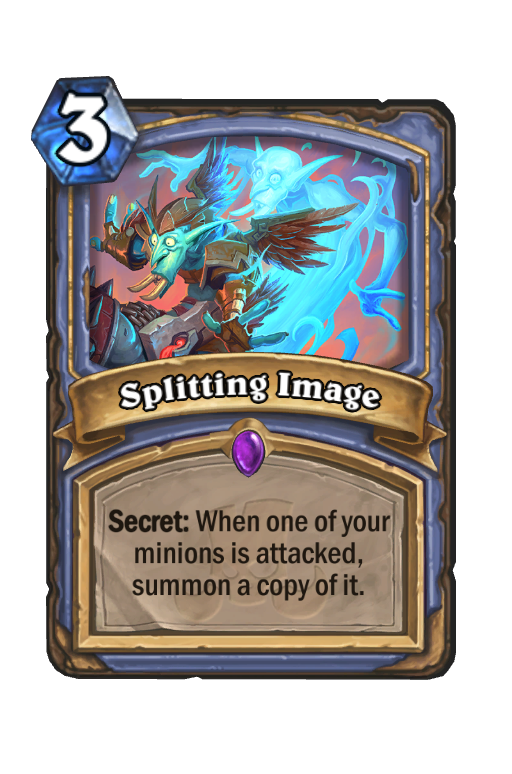 3
Splitting Image
Secret: When one of your
minions is attacked,
summon a copy of it.